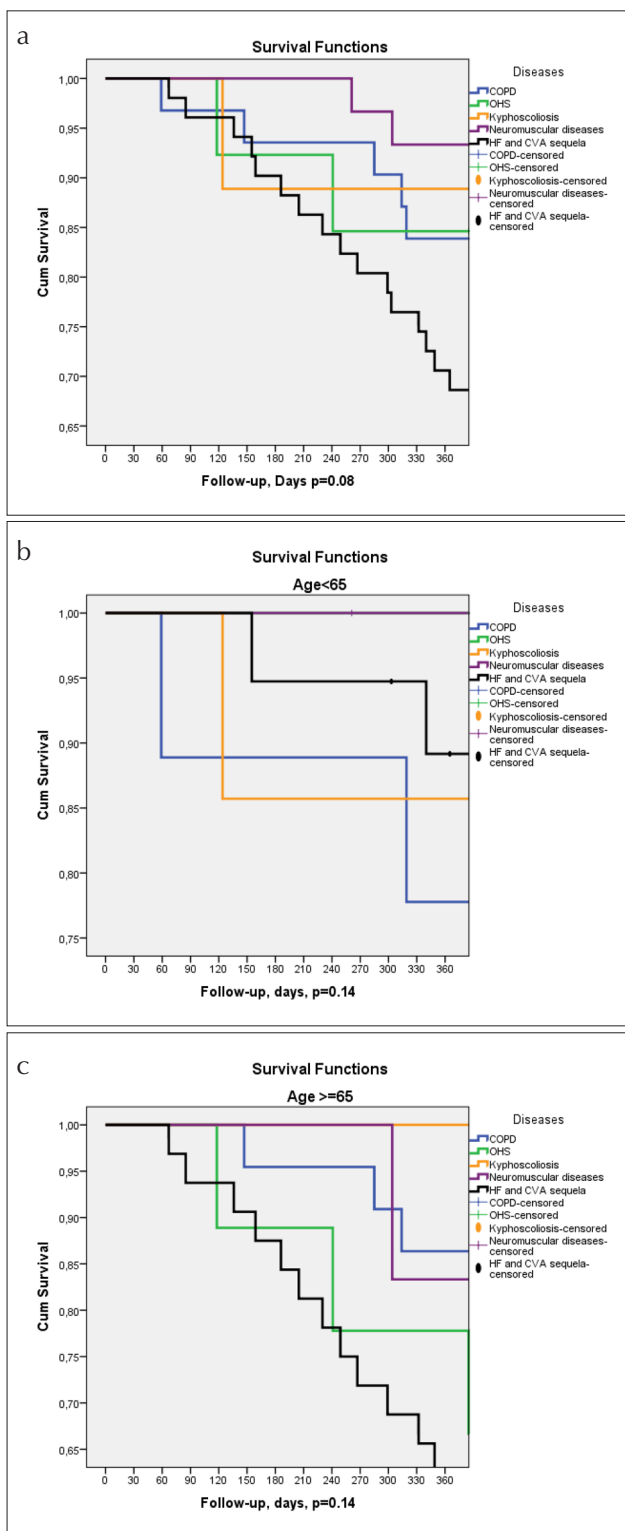 a
Survival Functions
Diseases
COPD
OHS
Kyphoscoliosis
Neuromuscular diseases
HF and CVA sequela
COPD-censored
OHS-censored
Kyphoscoliosis-censored
Neuromuscular diseases-
censored
HF and CVA sequela-
censored
Cum Survival
1,00
0,95
0,90
0,85
0,80
0,75
0,70
0,65
0 30 60 90 120 150 180 210 240 270 300 330 360
Follow-up, Days p=0.08
b
Survival Functions
Age<65
Diseases
COPD
OHS
Kyphoscoliosis
Neuromuscular diseases
HF and CVA sequela
COPD-censored
OHS-censored
Kyphoscoliosis-censored
Neuromuscular diseases-
censored
HF and CVA sequela-
censored
Cum Survival
1,00
0,95
0,90
0,85
0,80
0,75
0 30 60 90 120 150 180 210 240 270 300 330 360
Follow-up, days, p=0.14
c
Survival Functions
Age >=65
Diseases
COPD
OHS
Kyphoscoliosis
Neuromuscular diseases
HF and CVA sequela
COPD-censored
OHS-censored
Kyphoscoliosis-censored
Neuromuscular diseases-
censored
HF and CVA sequela-
censored
Cum Survival
1,00
0,95
0,90
0,85
0,80
0,75
0,70
0,65
0 30 60 90 120 150 180 210 240 270 300 330 360
Follow-up, days, p=0.14